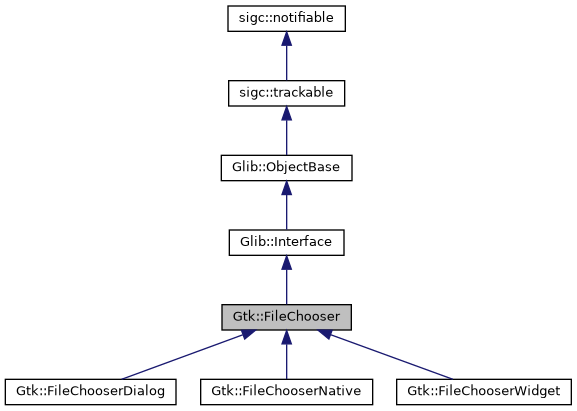 sigc::notifiable
sigc::trackable
Glib::ObjectBase
Glib::Interface
Gtk::FileChooser
Gtk::FileChooserDialog
Gtk::FileChooserNative
Gtk::FileChooserWidget